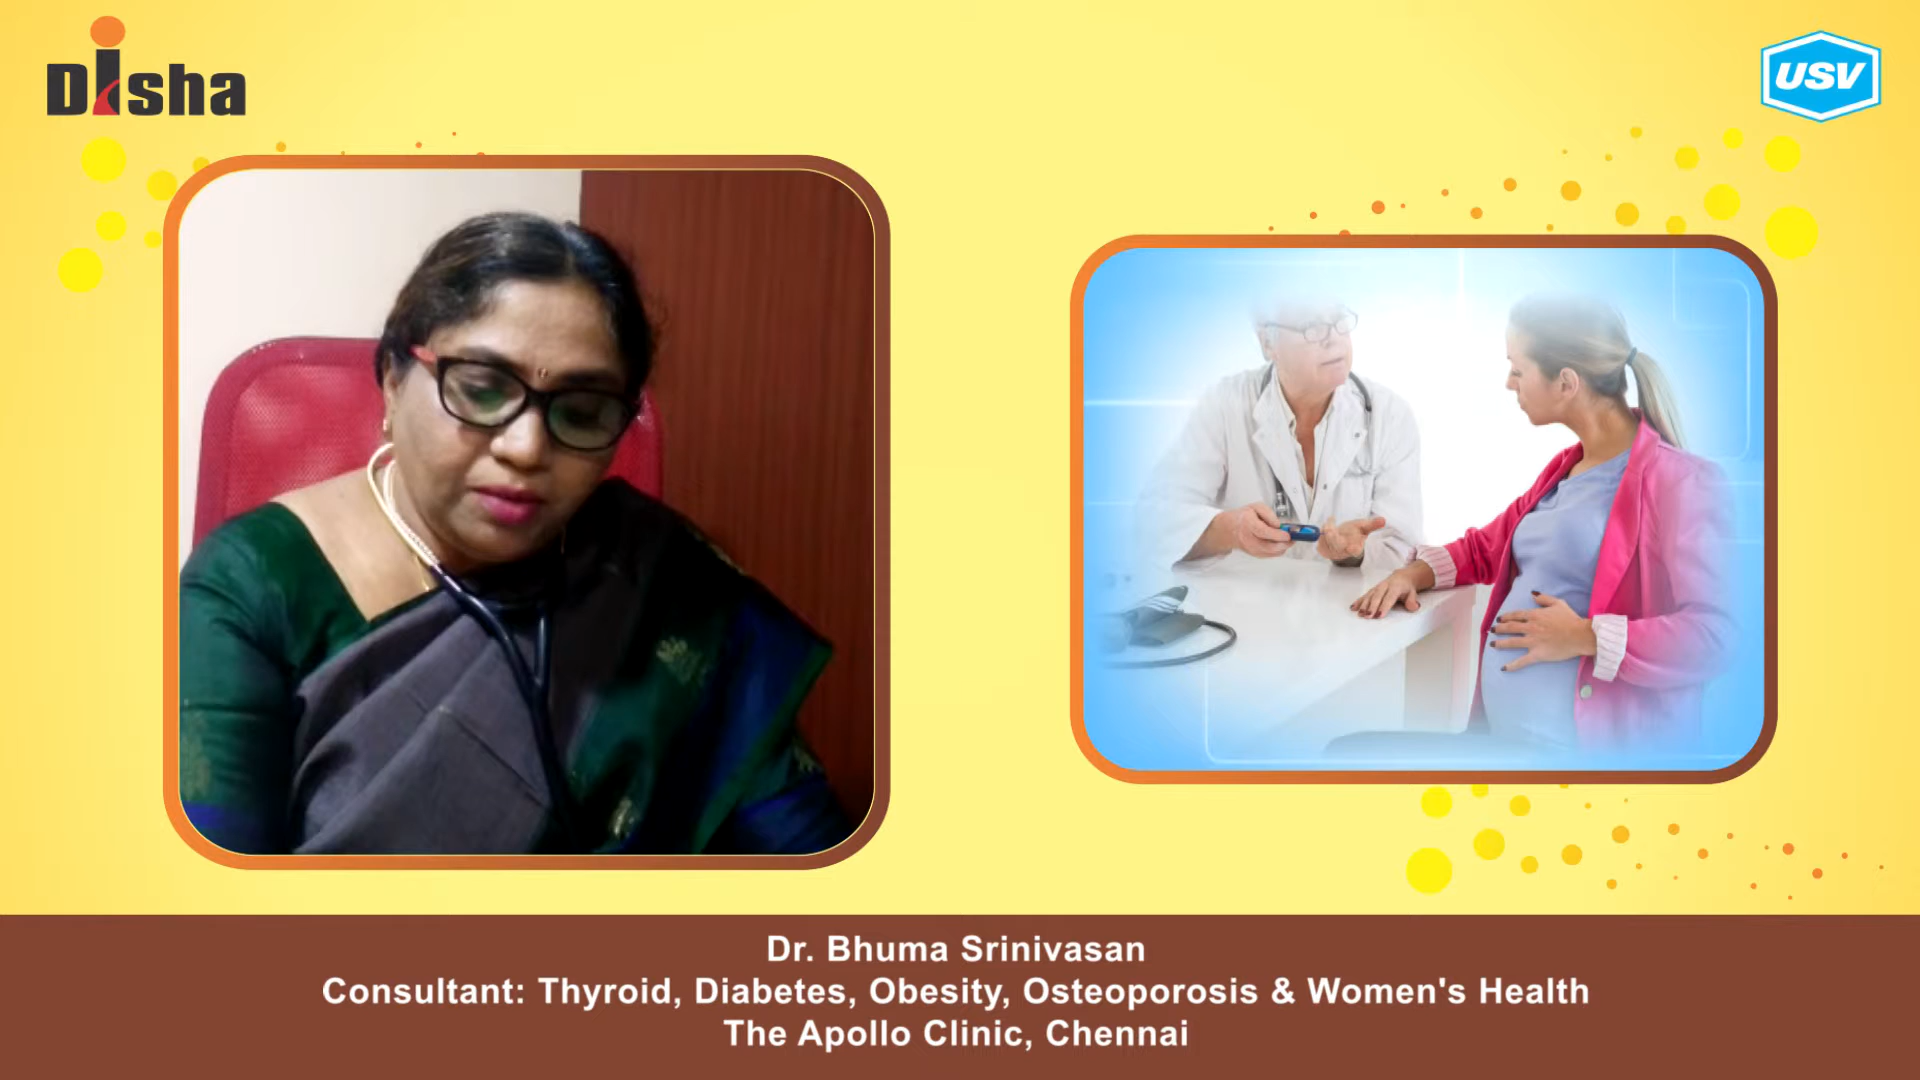 Disha
USV
Dr. Bhuma Srinivasan
Consultant: Thyroid, Diabetes, Obesity, Osteoporosis & Women's Health
The Apollo Clinic, Chennai